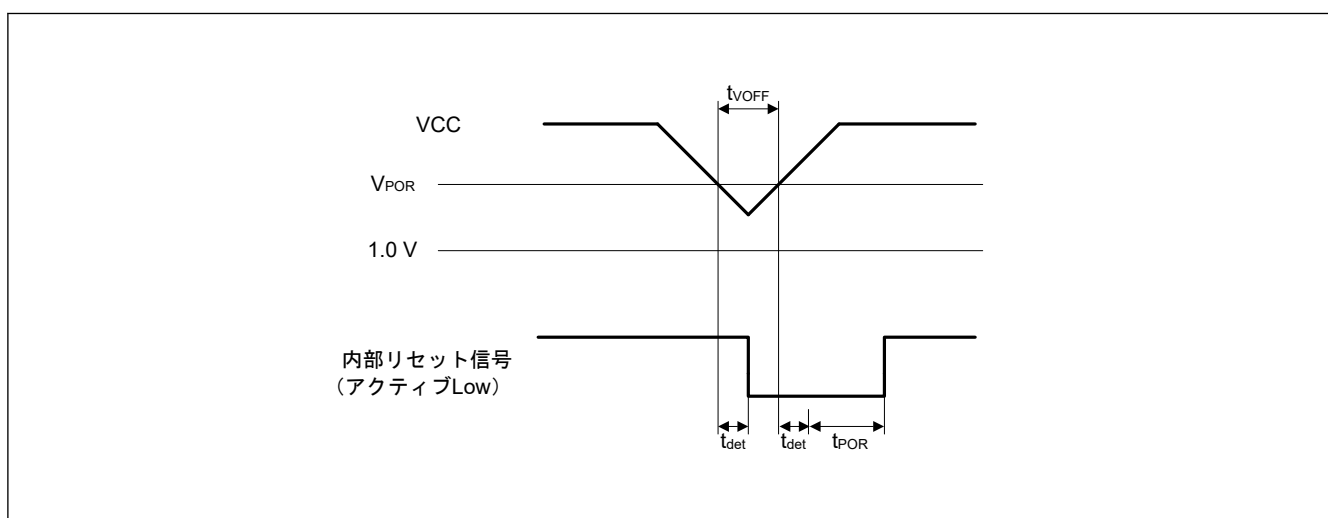 tVOFF
VCC
VPOR
1.0 V
内部リセット信号
（アクティブLow）
tdet
tdet
tPOR